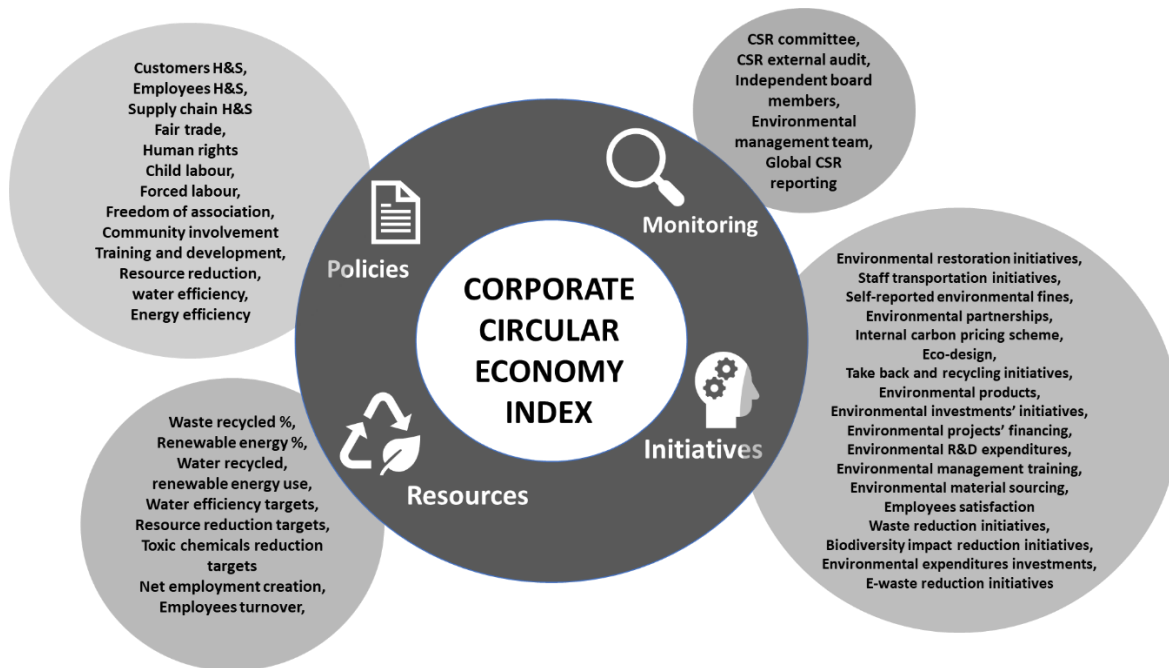 Customers H&S,
Employees H&S,
Supply chain H&S
Fair trade,
Human rights
Child labour,
Forced labour,
Freedom of association,
Community involvement
Training and development,
Resource reduction,
water efficiency,
Energy efficiency
Policies
CSR committee,
CSR external audit,
Independent board
members,
Environmental
management team,
Global CSR
reporting
Monitoring
CORPORATE
CIRCULAR
ECONOMY
INDEX
Waste recycled %,
Renewable energy %,
Water recycled,
renewable energy use,
Water efficiency targets,
Resource reduction targets,
Toxic chemicals reduction
targets
Net employment creation,
Employees turnover,
Resources
Initiatives
Environmental restoration initiatives,
Staff transportation initiatives,
Self-reported environmental fines,
Environmental partnerships,
Internal carbon pricing scheme,
Eco-design,
Take back and recycling initiatives,
Environmental products,
Environmental investments’ initiatives,
Environmental projects’ financing,
Environmental R&D expenditures,
Environmental management training,
Environmental material sourcing,
Employees satisfaction
Waste reduction initiatives,
Biodiversity impact reduction initiatives,
Environmental expenditures investments,
E-waste reduction initiatives